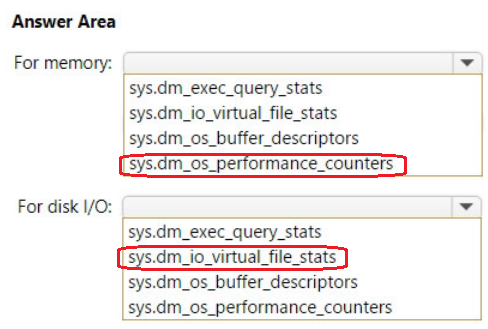 Answer Area
For memory:
sys.dm_exec_query_stats
sys.dm_io_virtual_file_stats
sys.dm_os_buffer_descriptors
sys.dm_os_performance_counters
For disk I/O:
sys.dm_exec_query_stats
sys.dm_io_virtual_file_stats
sys.dm_os_buffer_descriptors
sys.dm_os_performance_counters